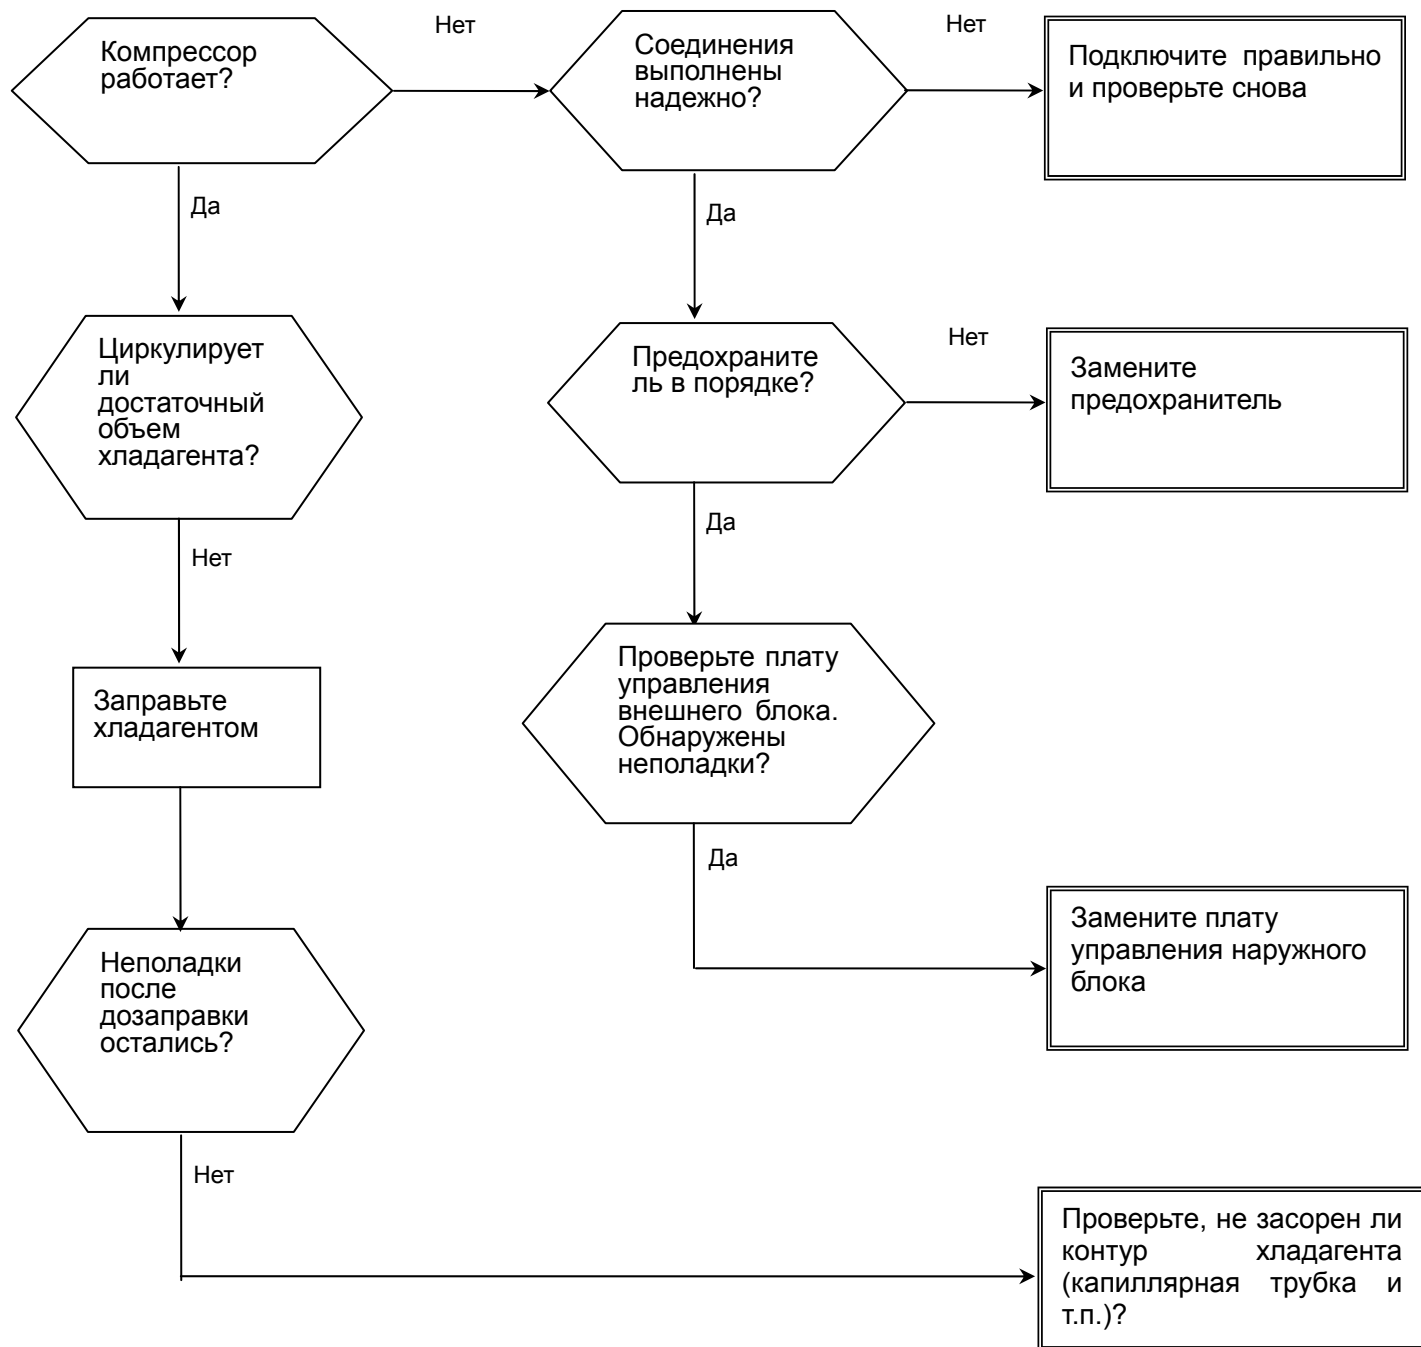 Компрессор
работает?
Нет
Соединения
выполнены
надежно?
Нет
Подключите правильно
и проверьте снова
Да
Да
Циркулирует
ли
достаточный
объем
хладагента?
Предохраните
ль в порядке?
Нет
Замените
предохранитель
Нет
Да
Заправьте
хладагентом
Проверьте плату
управления
внешнего блока.
Обнаружены
неполадки?
Да
Неполадки
после
дозаправки
остались?
Замените плату
управления наружного
блока
Нет
Проверьте, не засорен ли
контур хладагента
(капиллярная трубка и
т.п.)?